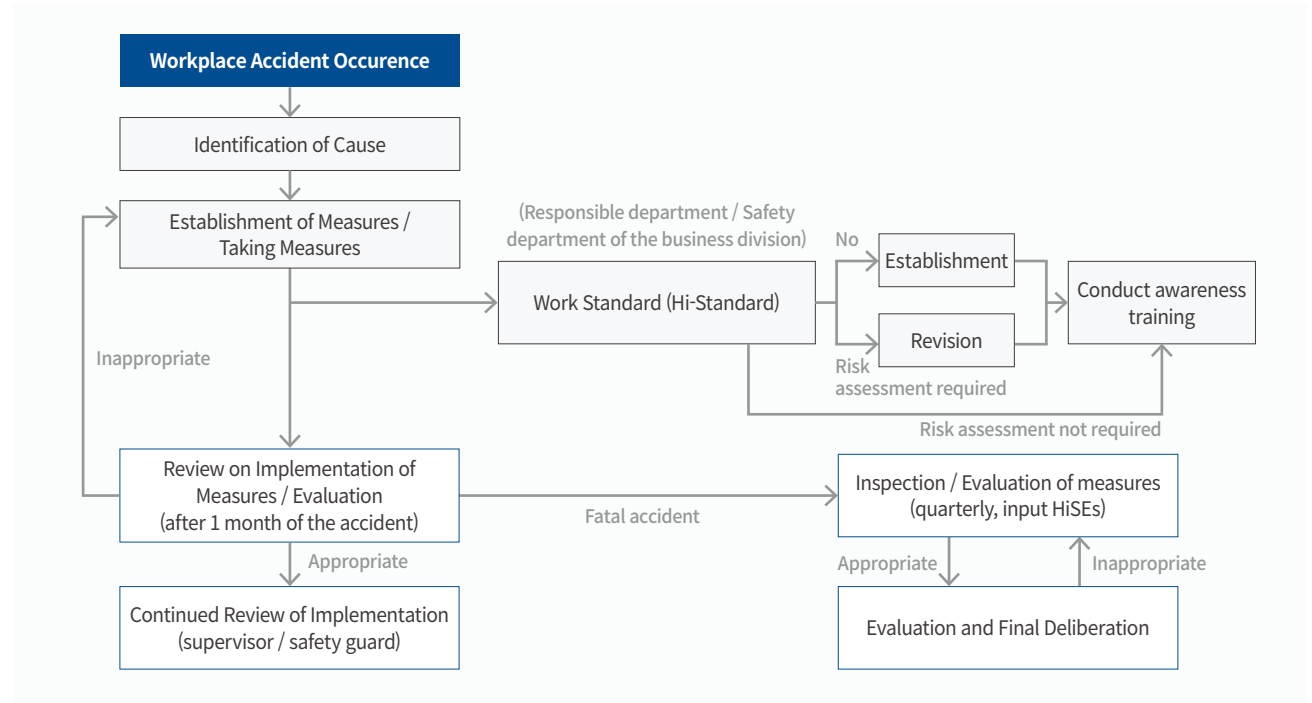 Workplace Accident Occurence
Identification of Cause
Establishment of Measures /
Taking Measures
(Responsible department / Safety
department of the business division)
Work Standard (Hi-Standard)
No
Establishment
Revision
Risk
assessment required
Conduct awareness
training
Risk assessment not required
Inappropriate
Review on Implementation of
Measures / Evaluation
(after 1 month of the accident)
Fatal accident
Inspection / Evaluation of measures
(quarterly, input HiSEs)
Appropriate
Continued Review of Implementation
(supervisor / safety guard)
Appropriate
Inappropriate
Evaluation and Final Deliberation